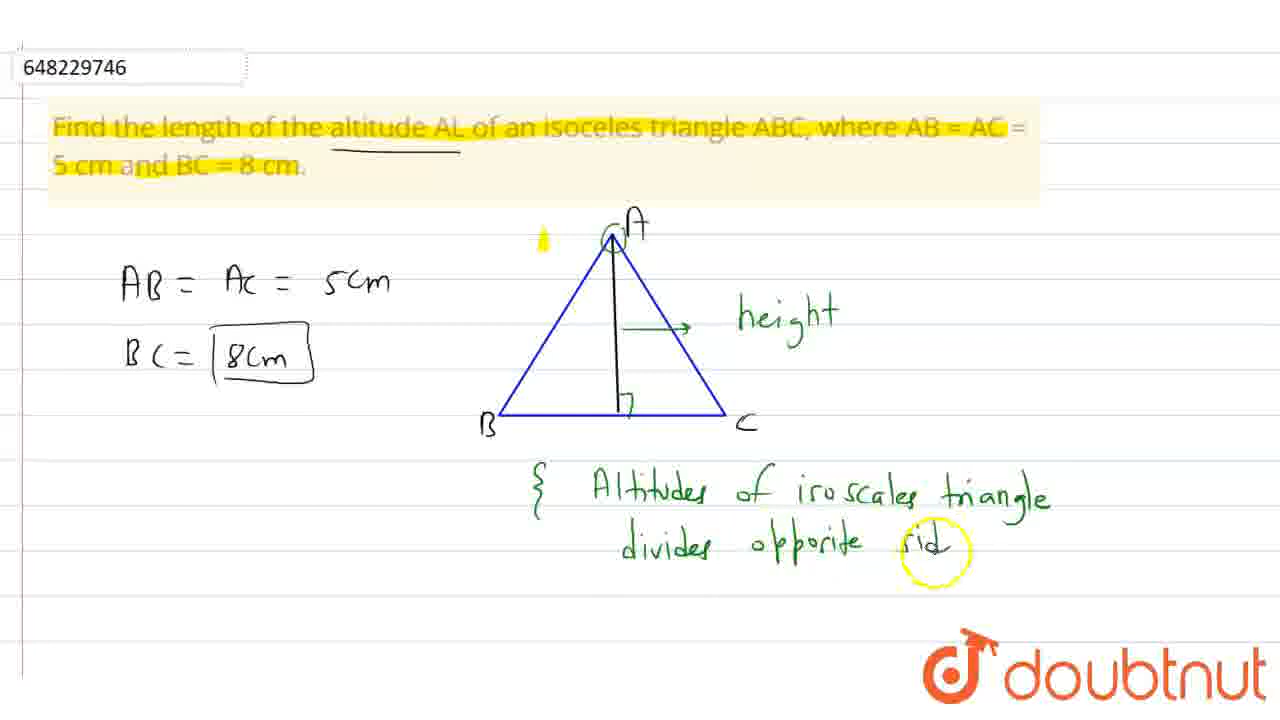 648229746
Find the length of the altitude AL of an isoceles triangle ABC, where AB = AC =
5 cm and BC = 8 cm.
A
AB = AC = 5cm
height
BC = 8cm
B
C
{ Altitudes of isoscales triangle
divides opposite sid
doubtnut